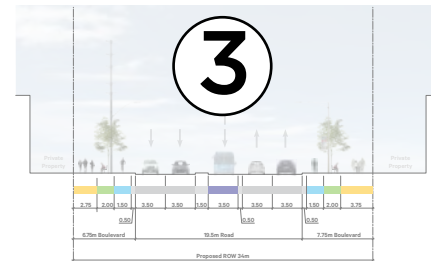 3
Private Property
Private Property
2.75 2.00 1.50 3.50 3.50 1.50 3.50 3.50 3.50 1.50 2.00 3.75
0.50 0.50 0.50
6.75m Boulevard 19.5m Road 7.75m Boulevard
Proposed ROW 34m